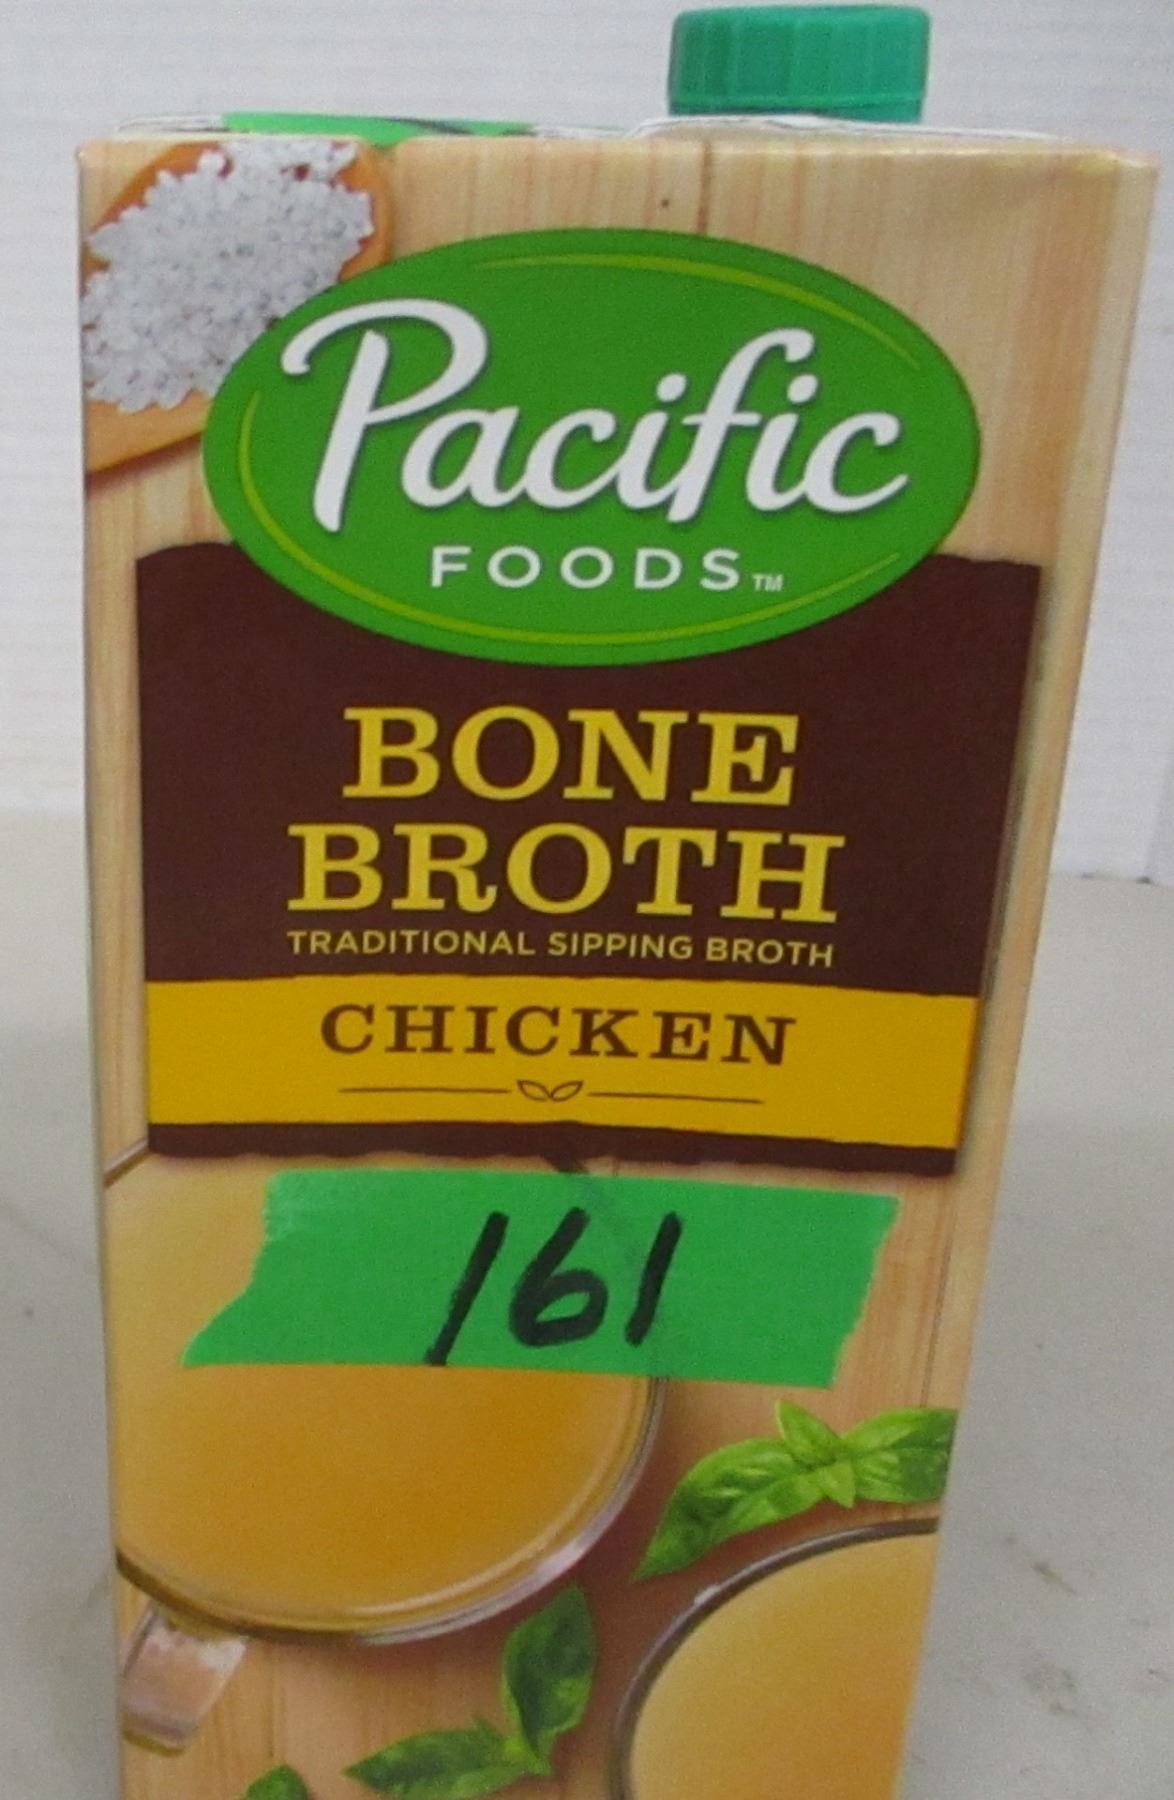 Pacific
FOODS™
BONE
BROTH
TRADITIONAL SIPPING BROTH
CHICKEN
161